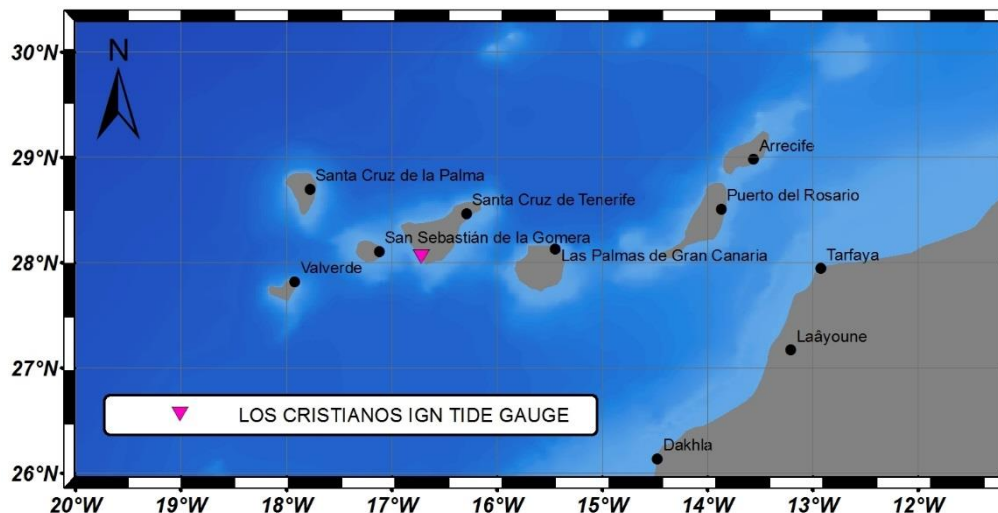 N
30°N
29°N
28°N
27°N
26°N
Arrecife
Santa Cruz de la Palma
Puerto del Rosario
Santa Cruz de Tenerife
San Sebastián de la Gomera
Las Palmas de Gran Canaria
Tarfaya
Valverde
Laâyoune
LOS CRISTIANOS IGN TIDE GAUGE
Dakhla
20°W 19°W 18°W 17°W 16°W 15°W 14°W 13°W 12°W